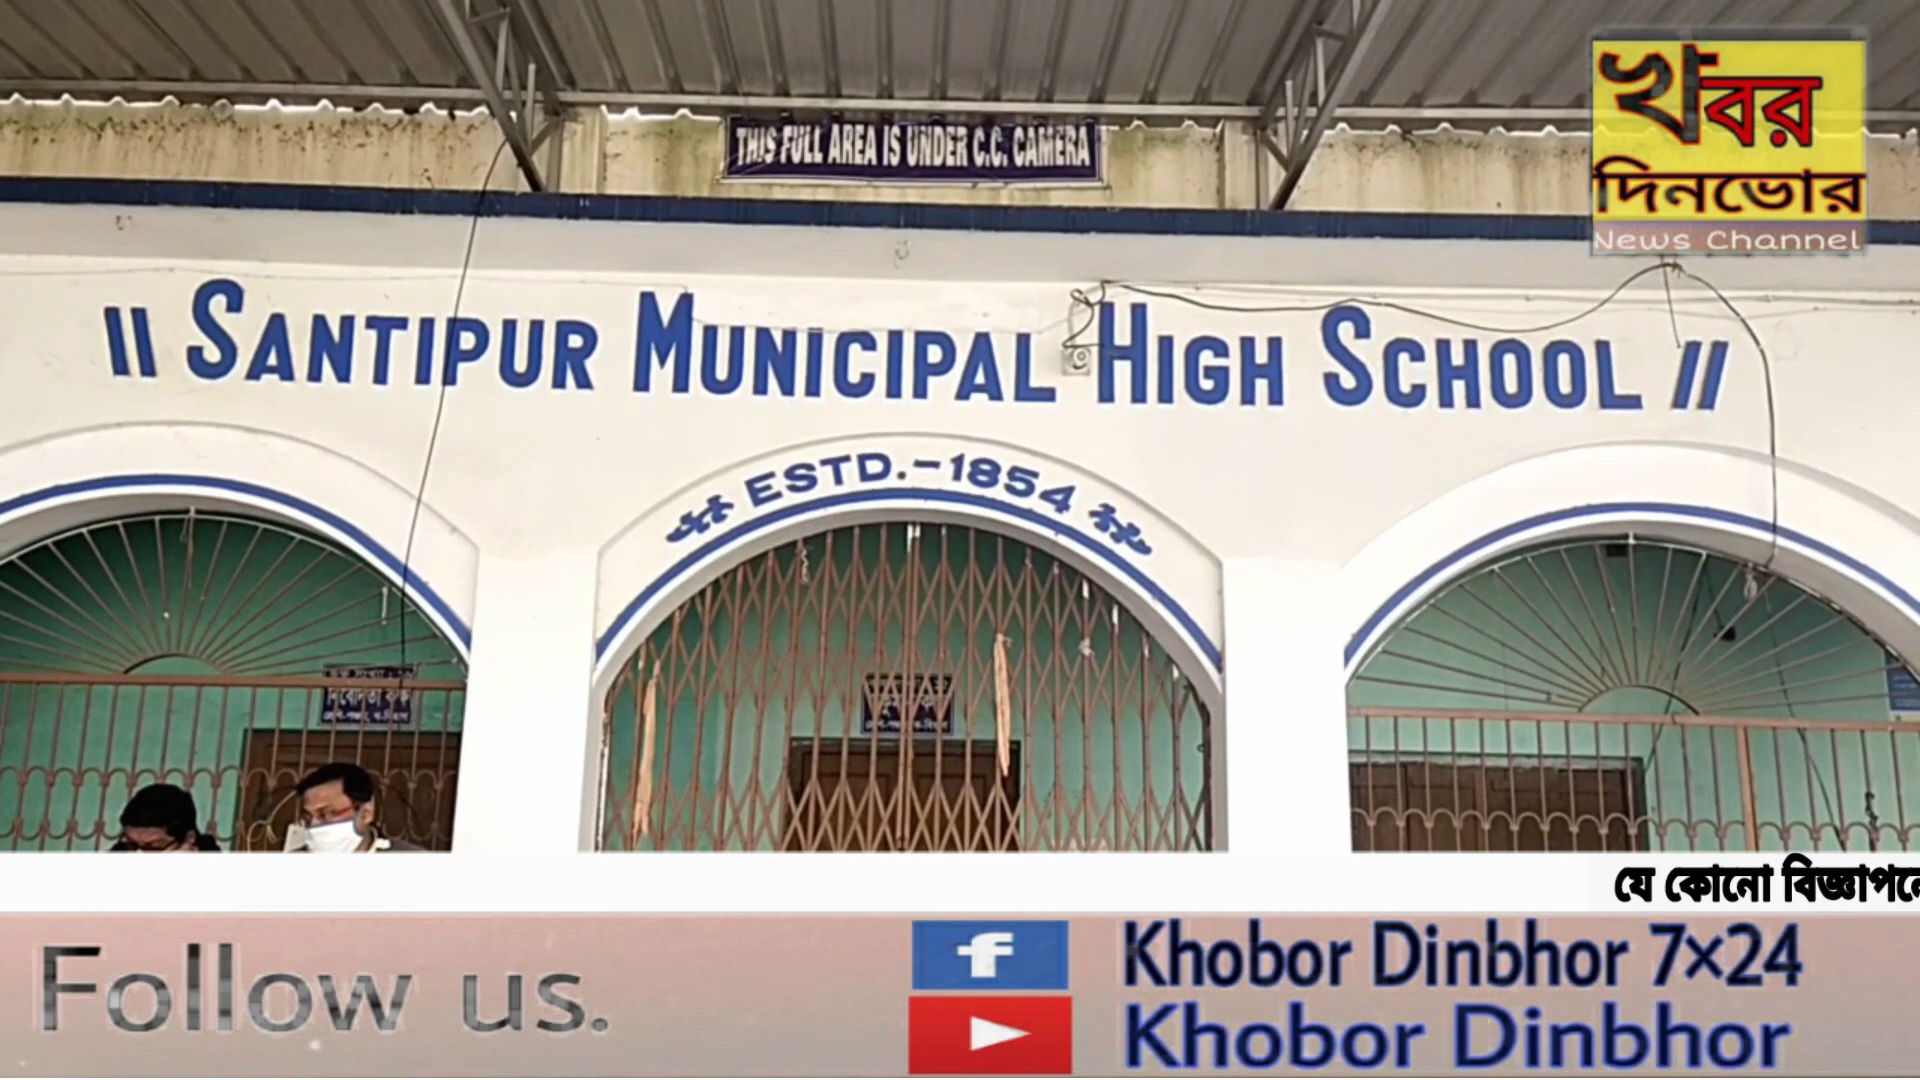 THIS FULL AREA IS UNDER C.C. CAMERA
খবর
দিনভোর
News Channel
|| SANTIPUR MUNICIPAL HIGH SCHOOL ||
ESTD.-1854
যে কোনো বিজ্ঞাপনে
Follow us.
f Khobor Dinbhor 7×24
Khobor Dinbhor